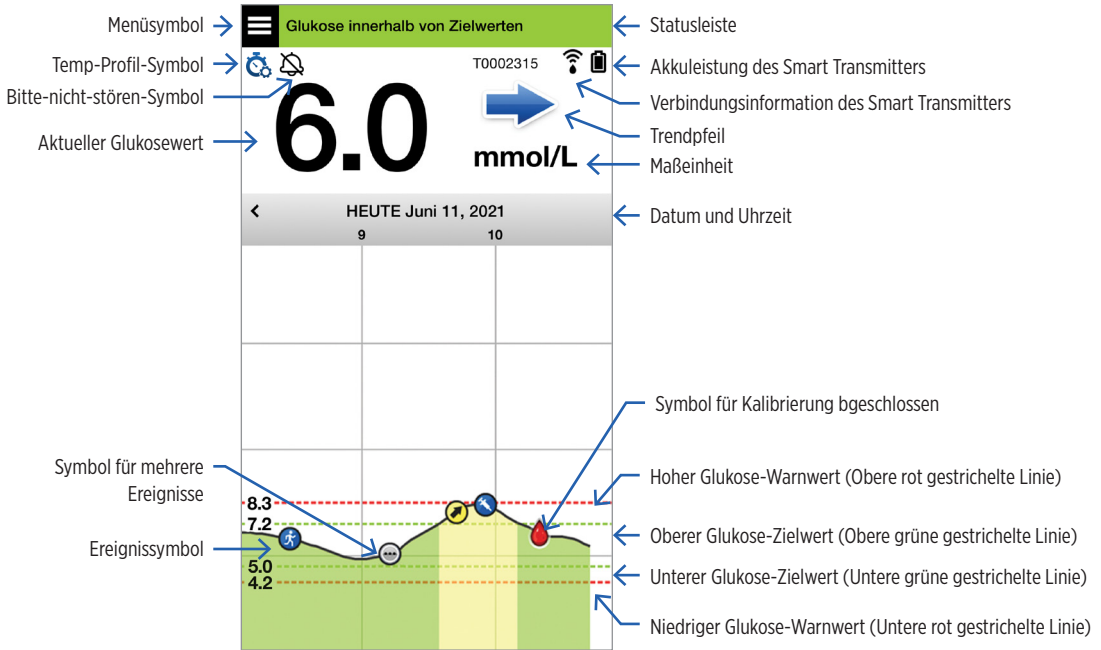 Menüsymbol
Glukose innerhalb von Zielwerten
Statusleiste
Temp-Profil-Symbol
T0002315
Akkuleistung des Smart Transmitters
Bitte-nicht-stören-Symbol
Verbindungsinformation des Smart Transmitters
Aktueller Glukosewert
6.0
Trendpfeil
mmol/L
Maßeinheit
HEUTE Juni 11, 2021
Datum und Uhrzeit
9 10
Symbol für Kalibrierung bgeschlossen
Symbol für mehrere
Ereignisse
Hoher Glukose-Warnwert (Obere rot gestrichelte Linie)
8.3
7.2
Oberer Glukose-Zielwert (Obere grüne gestrichelte Linie)
Ereignissymbol
5.0
Unterer Glukose-Zielwert (Untere grüne gestrichelte Linie)
4.2
Niedriger Glukose-Warnwert (Untere rot gestrichelte Linie)